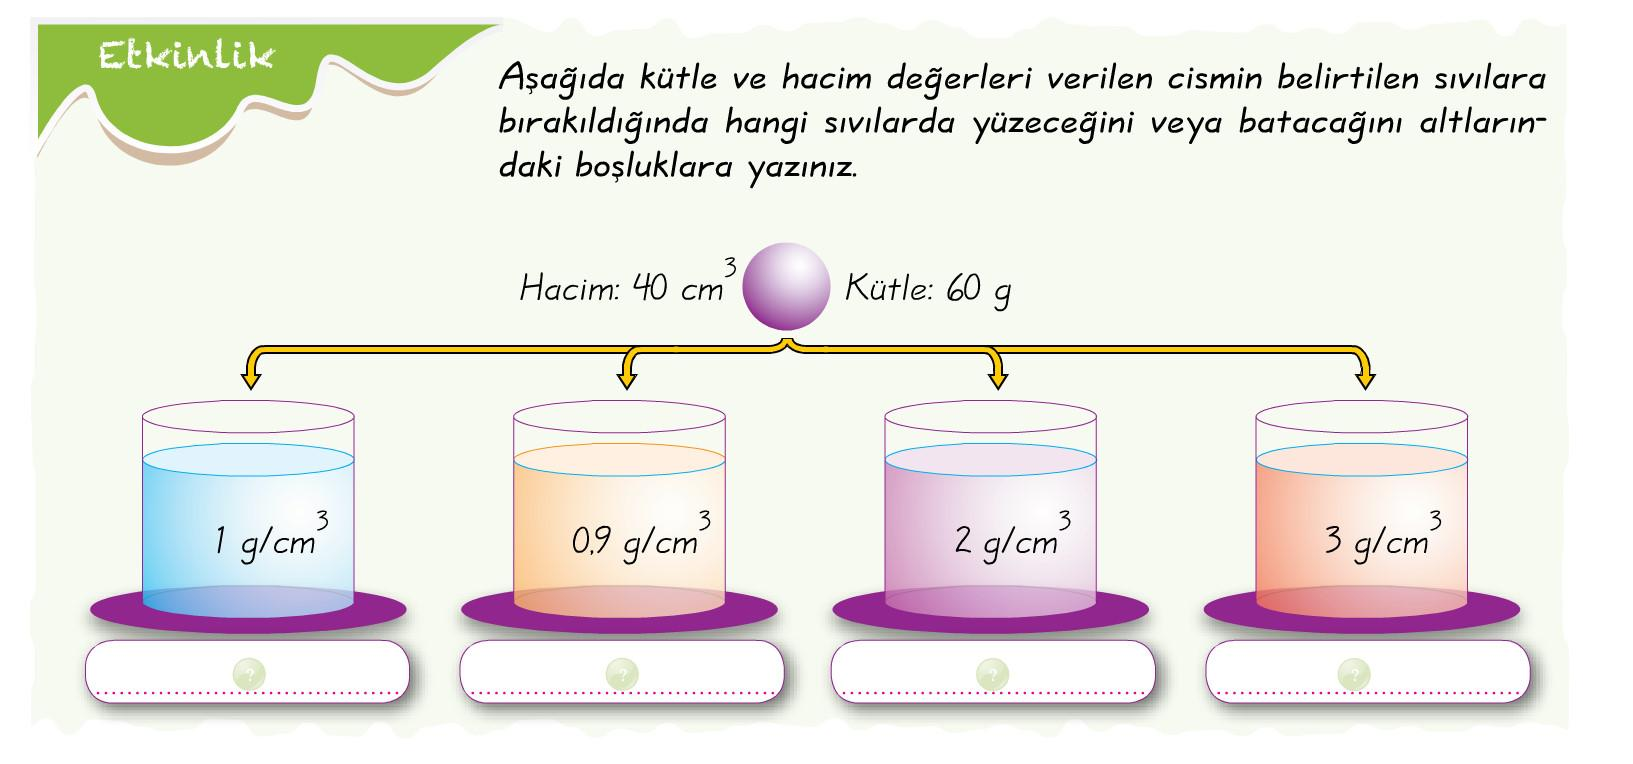 Etkinlik
Aşağıda kütle ve hacim değerleri verilen cismin belirtilen sıvılara
bırakıldığında hangi sıvılarda yüzeceğini veya batacağını altların-
daki boşluklara yazınız.
Hacim: 40 cm³ Kütle: 60 g
1 g/cm³ 0,9 g/cm³ 2 g/cm³ 3 g/cm³
? ? ? ?